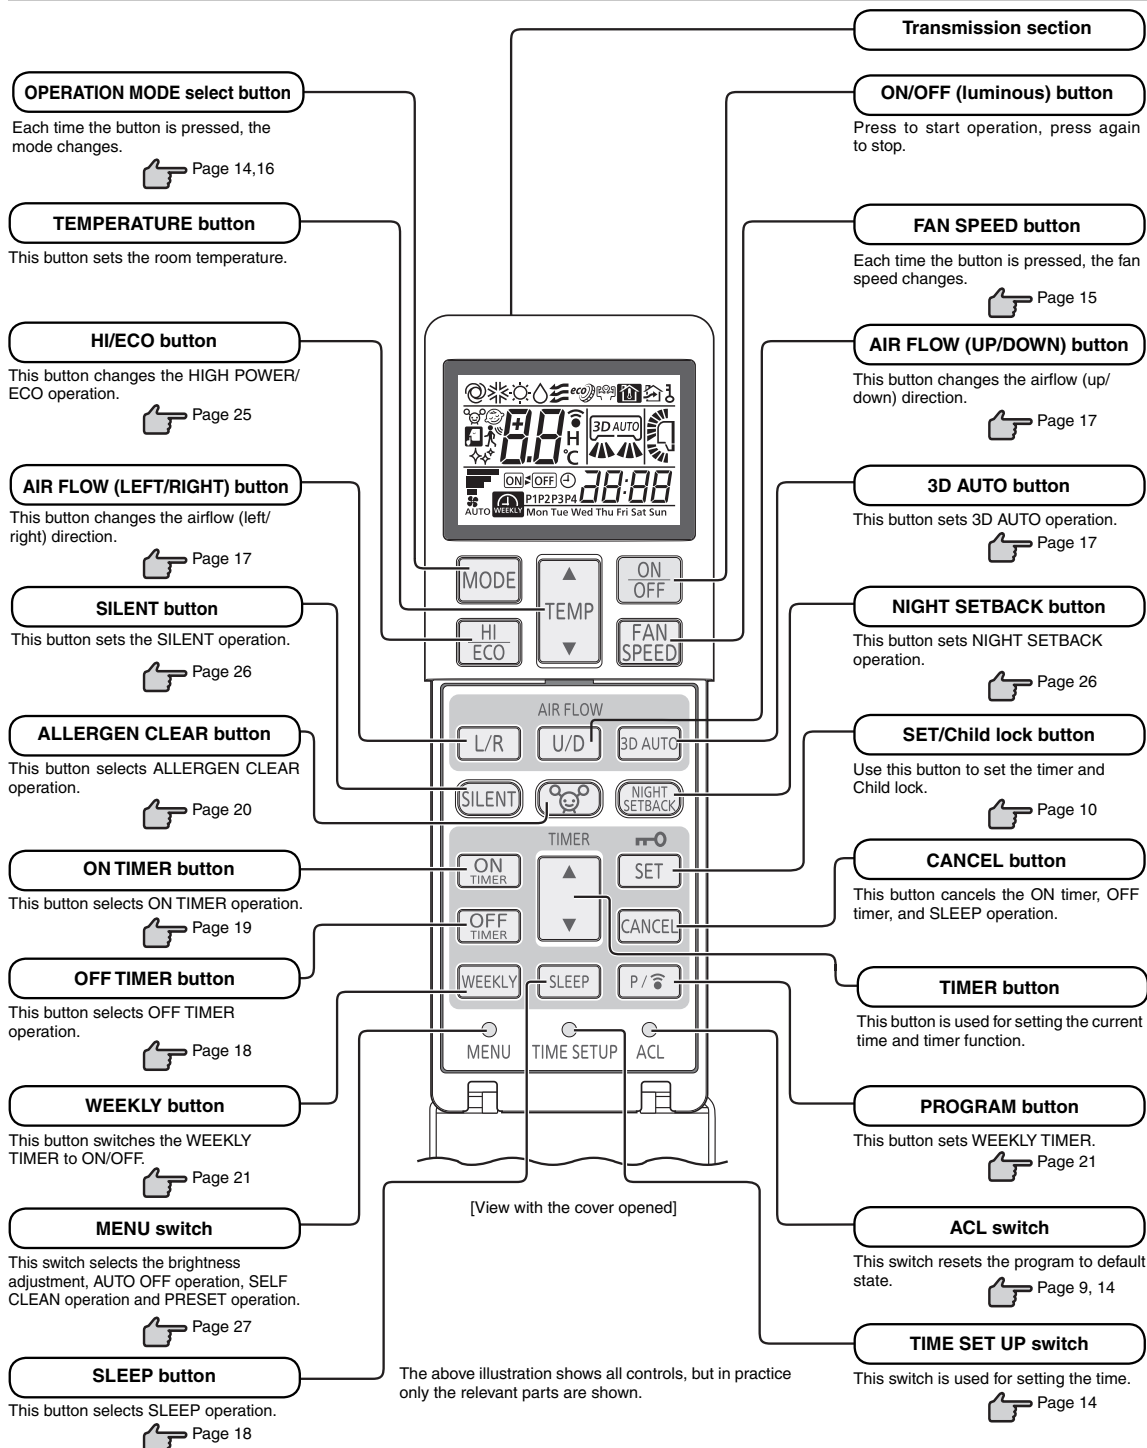 Transmission section
OPERATION MODE select button
Each time the button is pressed, the
mode changes.
Page 14,16
TEMPERATURE button
This button sets the room temperature.
HI/ECO button
This button changes the HIGH POWER/
ECO operation.
Page 25
AIR FLOW (LEFT/RIGHT) button
This button changes the airflow (left/
right) direction.
Page 17
SILENT button
This button sets the SILENT operation.
Page 26
ALLERGEN CLEAR button
This button selects ALLERGEN CLEAR
operation.
Page 20
ON TIMER button
This button selects ON TIMER operation.
Page 19
OFF TIMER button
This button selects OFF TIMER
operation.
Page 18
WEEKLY button
This button switches the WEEKLY
TIMER to ON/OFF.
Page 21
MENU switch
This switch selects the brightness
adjustment, AUTO OFF operation, SELF
CLEAN operation and PRESET operation.
Page 27
SLEEP button
This button selects SLEEP operation.
Page 18
eco
8.8
H
°C
3D AUTO
ON OFF
28:88
P1P2P3P4
AUTO WEEKLY Mon Tue Wed Thu Fri Sat Sun
MODE
TEMP
ON
OFF
HI
ECO
FAN
SPEED
AIR FLOW
L/R
U/D
3D AUTO
SILENT
NIGHT
SETBACK
TIMER
ON
TIMER
SET
OFF
TIMER
CANCEL
WEEKLY
SLEEP
P/
MENU
TIME SETUP
ACL
[View with the cover opened]
The above illustration shows all controls, but in practice
only the relevant parts are shown.
ON/OFF (luminous) button
Press to start operation, press again
to stop.
FAN SPEED button
Each time the button is pressed, the fan
speed changes.
Page 15
AIR FLOW (UP/DOWN) button
This button changes the airflow (up/
down) direction.
Page 17
3D AUTO button
This button sets 3D AUTO operation.
Page 17
NIGHT SETBACK button
This button sets NIGHT SETBACK
operation.
Page 26
SET/Child lock button
Use this button to set the timer and
Child lock.
Page 10
CANCEL button
This button cancels the ON timer, OFF
timer, and SLEEP operation.
TIMER button
This button is used for setting the current
time and timer function.
PROGRAM button
This button sets WEEKLY TIMER.
Page 21
ACL switch
This switch resets the program to default
state.
Page 9, 14
TIME SET UP switch
This switch is used for setting the time.
Page 14